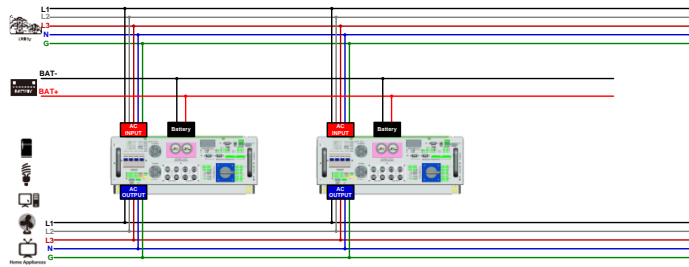 L1
L2
L3
N
G
Utility
BAT-
BATTERY
BAT+
AC
INPUT
Battery
AC
INPUT
Battery
AC
OUTPUT
AC
OUTPUT
L1
L2
L3
N
G
Home Appliances